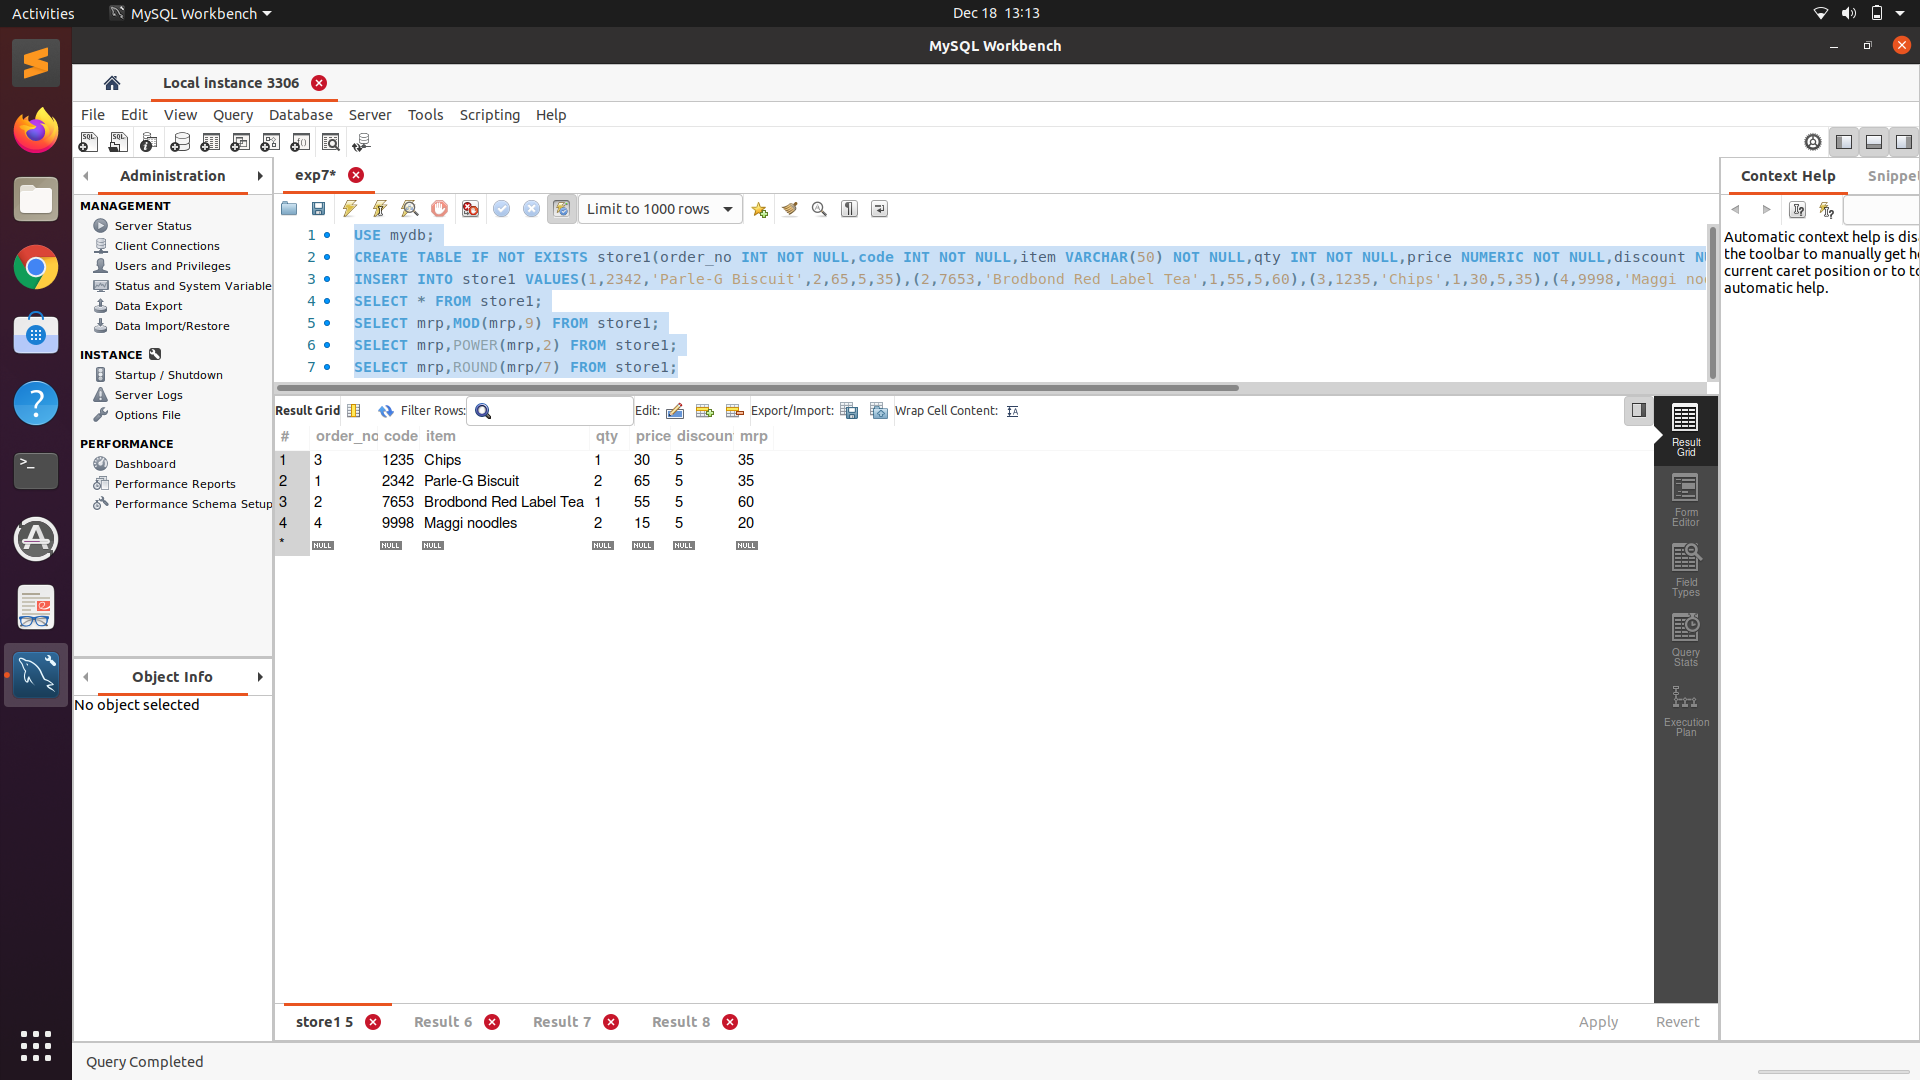 Activities MySQL Workbench Dec 18 13:13
MySQL Workbench
Local instance 3306
File Edit View Query Database Server Tools Scripting Help
Administration
MANAGEMENT
Server Status
Client Connections
Users and Privileges
Status and System Variable
Data Export
Data Import/Restore
INSTANCE
Startup / Shutdown
Server Logs
Options File
PERFORMANCE
Dashboard
Performance Reports
Performance Schema Setup
Object Info
No object selected
exp7*
Limit to 1000 rows
1 USE mydb;
2 CREATE TABLE IF NOT EXISTS store1(order_no INT NOT NULL,code INT NOT NULL,item VARCHAR(50) NOT NULL,qty INT NOT NULL,price NUMERIC NOT NULL,discount NU
3 INSERT INTO store1 VALUES(1,2342,'Parle-G Biscuit',2,65,5,35),(2,7653,'Brodbond Red Label Tea',1,55,5,60),(3,1235,'Chips',1,30,5,35),(4,9998,'Maggi noo
4 SELECT * FROM store1;
5 SELECT mrp,MOD(mrp,9) FROM store1;
6 SELECT mrp,POWER(mrp,2) FROM store1;
7 SELECT mrp,ROUND(mrp/7) FROM store1;
Result Grid Filter Rows: Edit: Export/Import: Wrap Cell Content:
# order_no code item qty price discoun mrp
1 3 1235 Chips 1 30 5 35
2 1 2342 Parle-G Biscuit 2 65 5 35
3 2 7653 Brodbond Red Label Tea 1 55 5 60
4 4 9998 Maggi noodles 2 15 5 20
* NULL NULL NULL NULL NULL NULL NULL
Result
Grid
Form
Editor
Field
Types
Query
Stats
Execution
Plan
store1 5 Result 6 Result 7 Result 8 Apply Revert
Context Help Snippet
Automatic context help is dis
the toolbar to manually get h
current caret position or to to
automatic help.
Query Completed